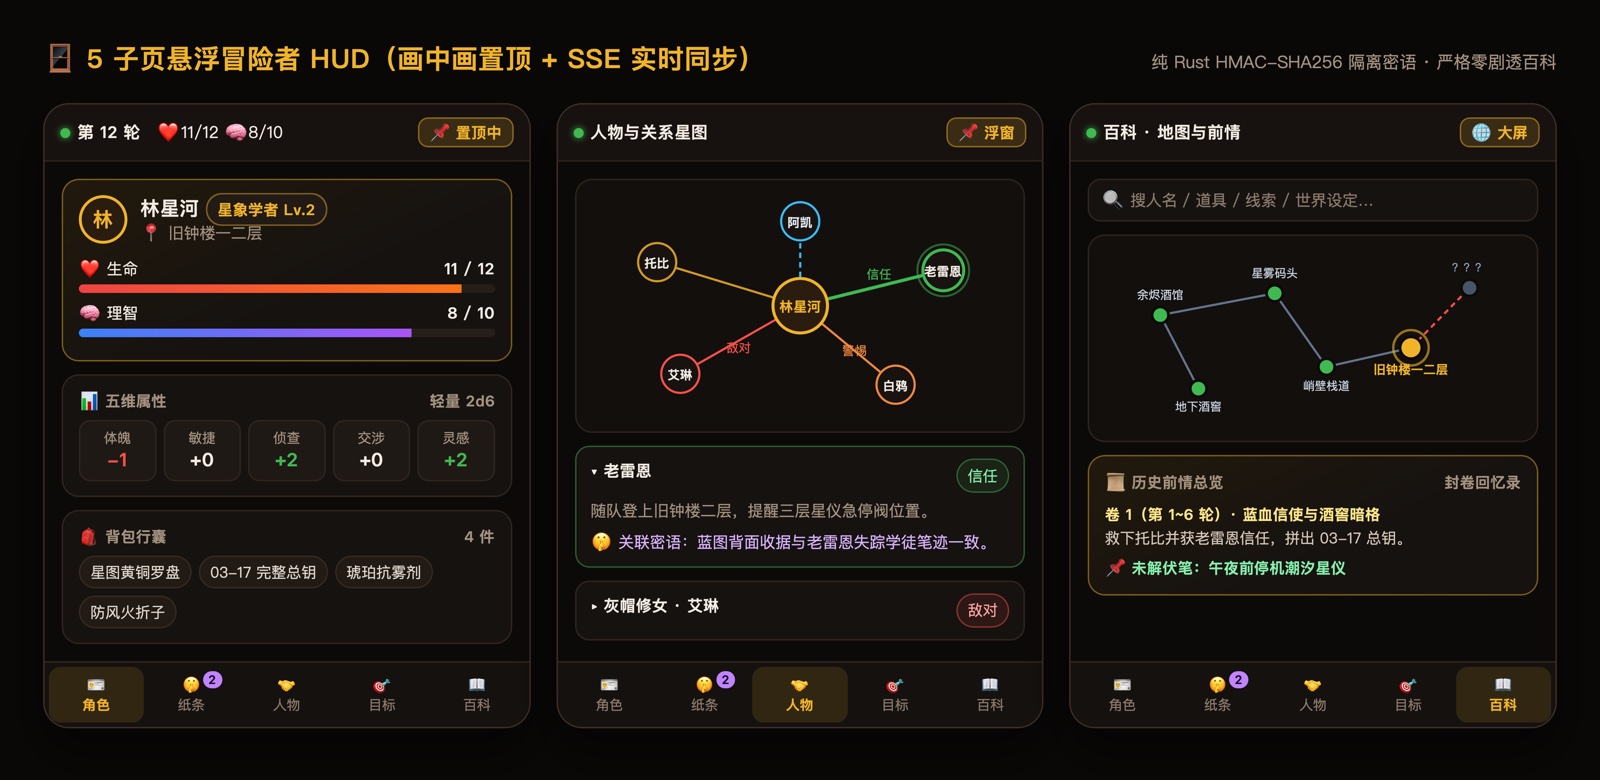 5 子页悬浮冒险者 HUD（画中画置顶 + SSE 实时同步）
纯 Rust HMAC-SHA256 隔离密语 · 严格零剧透百科
第 12 轮 11/12 8/10
置顶中
林
林星河
星象学者 Lv.2
旧钟楼一二层
生命
11 / 12
理智
8 / 10
五维属性
轻量 2d6
体魄
敏捷
侦查
交涉
灵感
-1
+0
+2
+0
+2
背包行囊
4 件
星图黄铜罗盘
03-17 完整总钥
琥珀抗雾剂
防风火折子
角色
纸条
2
人物
目标
百科
人物与关系星图
浮窗
阿凯
托比
老雷恩
信任
林星河
敌对
警惕
艾琳
白鸦
▾ 老雷恩
信任
随队登上旧钟楼二层，提醒三层星仪急停阀位置。
关联密语：蓝图背面收据与老雷恩失踪学徒笔迹一致。
▸ 灰帽修女 · 艾琳
敌对
角色
纸条
2
人物
目标
百科
百科 · 地图与前情
大屏
搜人名 / 道具 / 线索 / 世界设定...
星雾码头
? ? ?
余烬酒馆
旧钟楼一二层
峭壁栈道
地下酒窖
历史前情总览
封卷回忆录
卷 1（第 1~6 轮）· 蓝血信使与酒窖暗格
救下托比并获老雷恩信任，拼出 03-17 总钥。
未解伏笔：午夜前停机潮汐星仪
角色
纸条
2
人物
目标
百科